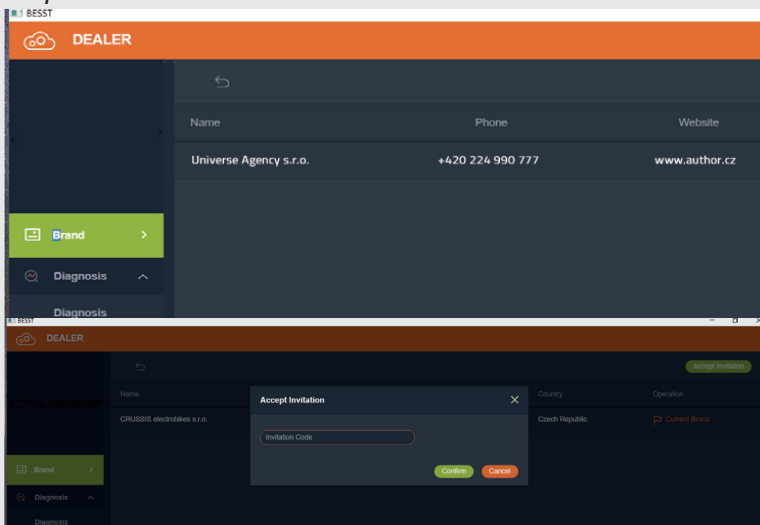 BESST
DEALER
Name Phone Website
Universe Agency s.r.o. +420 224 990 777 www.author.cz
Brand
Diagnosis
Diagnosis
BESST
DEALER
Accept Invitation
Name Country Operation
Accept Invitation
CRUSSIS electrobikes s.r.o. Czech Republic Current Brand
Invitation Code
Confirm Cancel
Brand
Diagnosis
Diagnosis